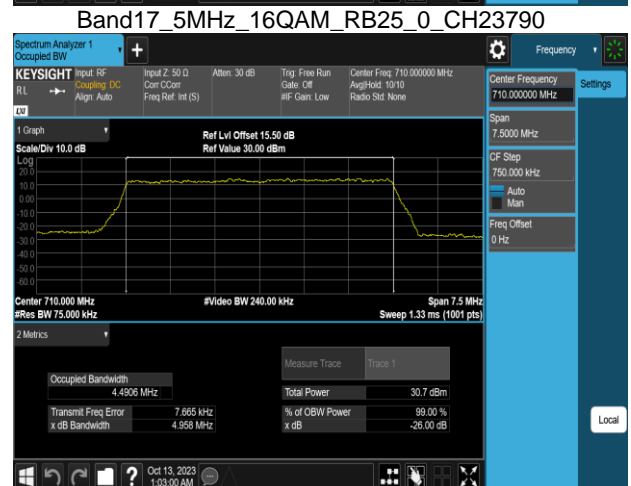 Band17_5MHz_16QAM_RB25_0_CH23790
Spectrum Analyzer 1
Occupied BW
Frequency
KEYSIGHT
RL
LXI
Input: RF
Coupling: DC
Align: Auto
Input Z: 50 Ω
Corr CCorr
Freq Ref: Int (S)
Atten: 30 dB
Trig: Free Run
Gate: Off
#IF Gain: Low
Center Freq: 710.000000 MHz
Avg|Hold: 10/10
Radio Std: None
Center Frequency
710.000000 MHz
Settings
Span
7.5000 MHz
CF Step
750.000 kHz
Auto
Man
Freq Offset
0 Hz
1 Graph
Scale/Div 10.0 dB
Ref Lvl Offset 15.50 dB
Ref Value 30.00 dBm
Log
20.0
10.0
0.00
-10.0
-20.0
-30.0
-40.0
-50.0
-60.0
Center 710.000 MHz
#Video BW 240.00 kHz
Span 7.5 MHz
#Res BW 75.000 kHz
Sweep 1.33 ms (1001 pts)
2 Metrics
Measure Trace
Trace 1
Occupied Bandwidth
4.4906 MHz
Total Power
30.7 dBm
Transmit Freq Error
7.665 kHz
% of OBW Power
99.00 %
x dB Bandwidth
4.958 MHz
x dB
-26.00 dB
Local
?
Oct 13, 2023
1:03:00 AM